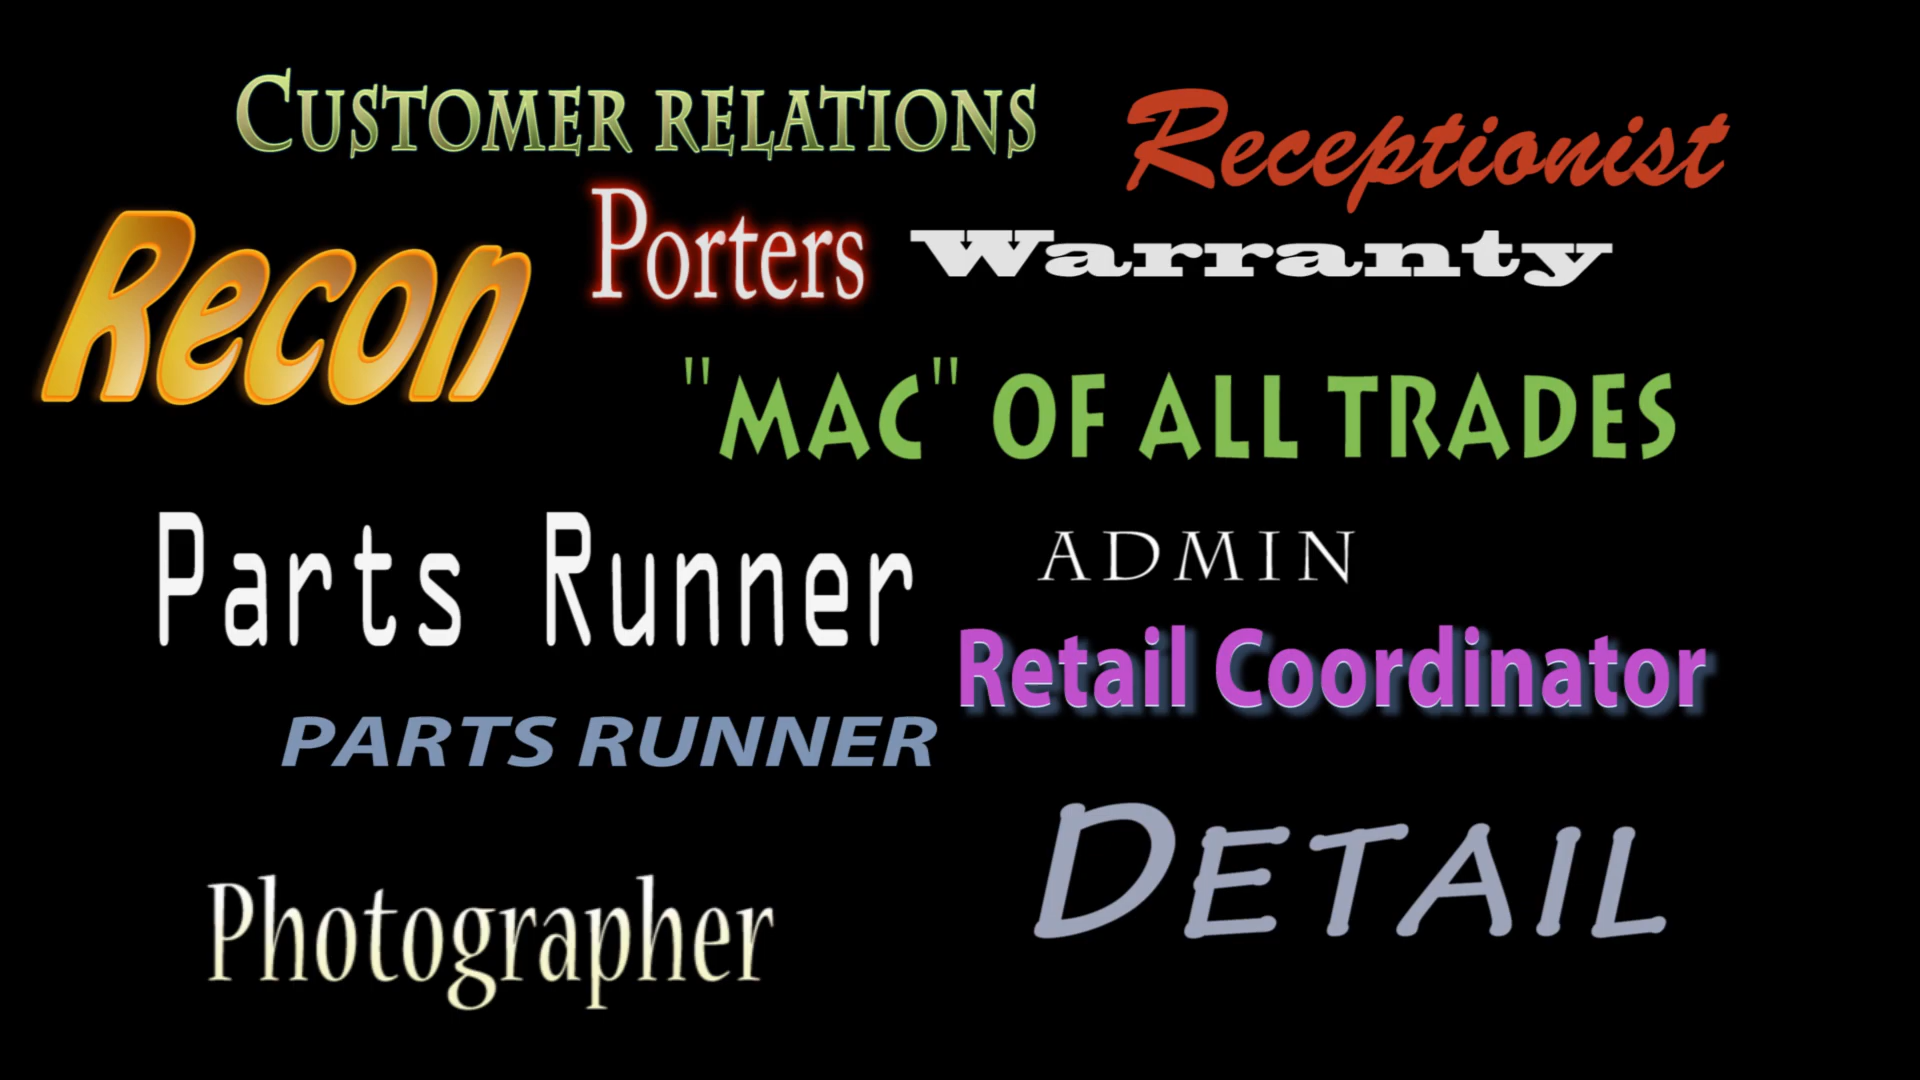 CUSTOMER RELATIONS
Receptionist
Recon
PORTERS
Warranty
"MAC" OF ALL TRADES
Parts Runner
ADMIN
Retail Coordinator
PARTS RUNNER
DETAIL
Photographer